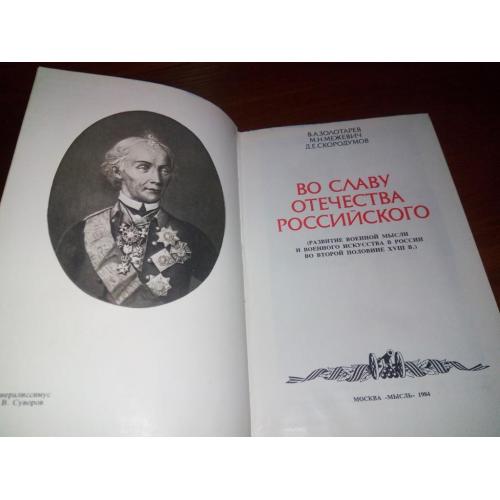 нералиссимус
В. Суворов
В.А.ЗОЛОТАРЕВ
М.Н.МЕЖЕВИЧ
Д.Е.СКОРОДУМОВ
ВО СЛАВУ
ОТЕЧЕСТВА
РОССИЙСКОГО
(РАЗВИТИЕ ВОЕННОЙ МЫСЛИ
И ВОЕННОГО ИСКУССТВА В РОССИИ
ВО ВТОРОЙ ПОЛОВИНЕ XVIII В.)
МОСКВА «МЫСЛЬ» 1984